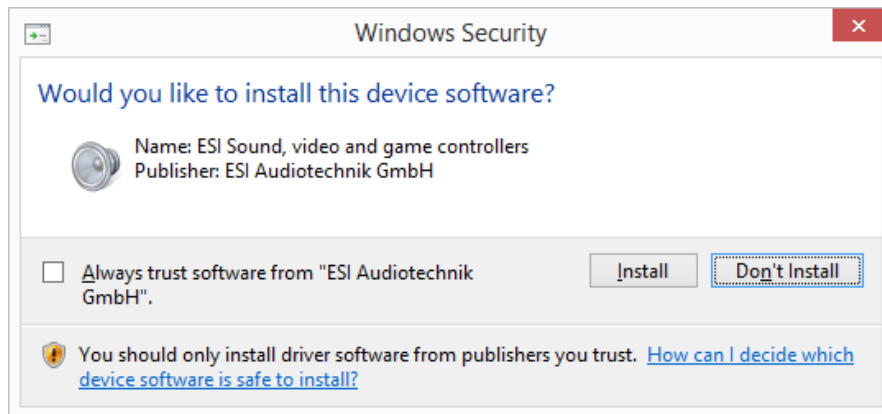 Windows Security
Would you like to install this device software?
Name: ESI Sound, video and game controllers
Publisher: ESI Audiotechnik GmbH
Always trust software from "ESI Audiotechnik
GmbH".
Install
Don't Install
You should only install driver software from publishers you trust. How can I decide which
device software is safe to install?